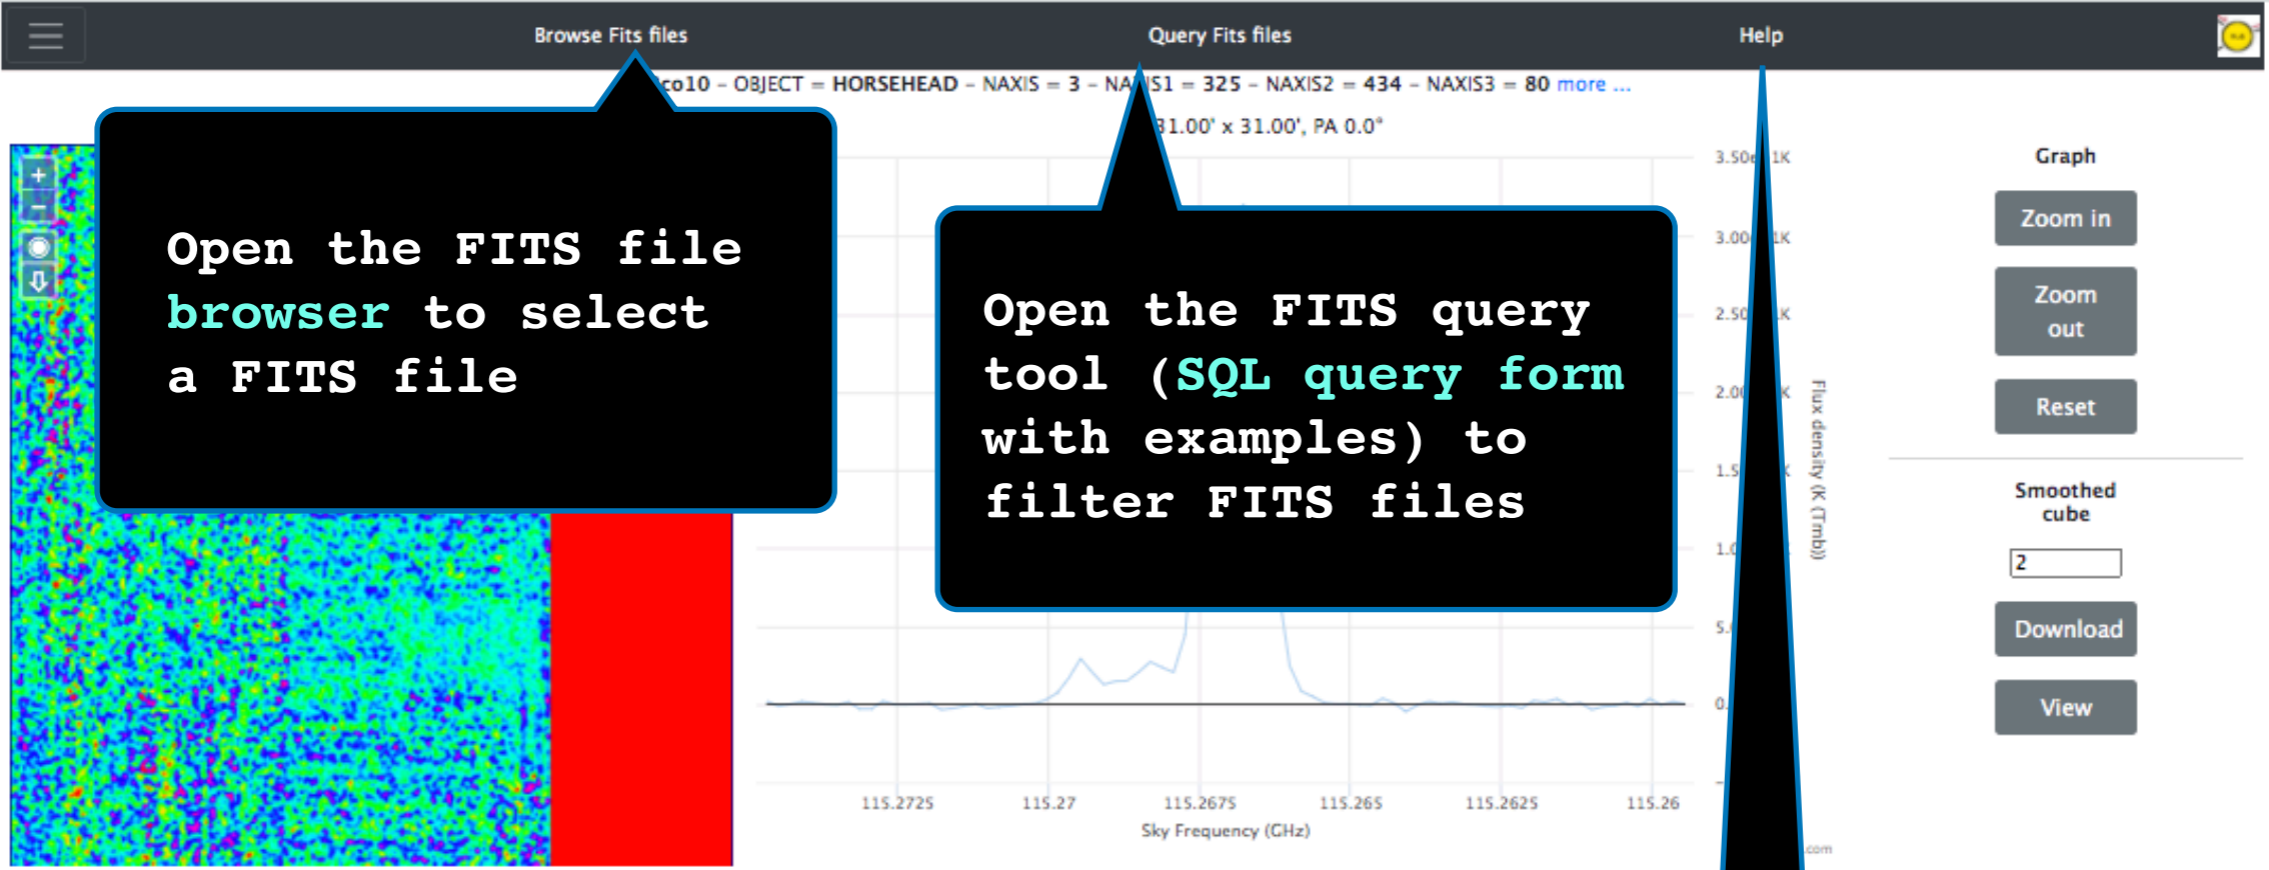 Browse Fits files
Query Fits files
Help
co10 - OBJECT = HORSEHEAD - NAXIS = 3 - NAXIS1 = 325 - NAXIS2 = 434 - NAXIS3 = 80 more ...
31.00' x 31.00', PA 0.0°
Open the FITS file
browser to select
a FITS file
Open the FITS query
tool (SQL query form
with examples) to
filter FITS files
+
-
Flux density (K (Tmb))
115.2725
115.27
115.2675
115.265
115.2625
115.26
Sky Frequency (GHz)
.com
Graph
Zoom in
Zoom
out
Reset
Smoothed
cube
2
Download
View